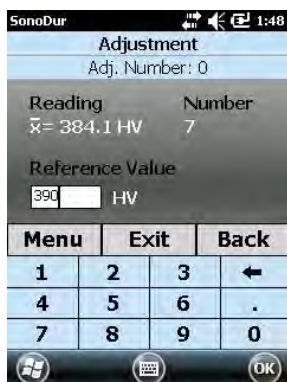 SonoDur 1:48
Adjustment
Adj. Number: 0
Reading Number
x̅= 384.1 HV 7
Reference Value
390 HV
Menu Exit Back
1 2 3 ←
4 5 6 .
7 8 9 0
OK